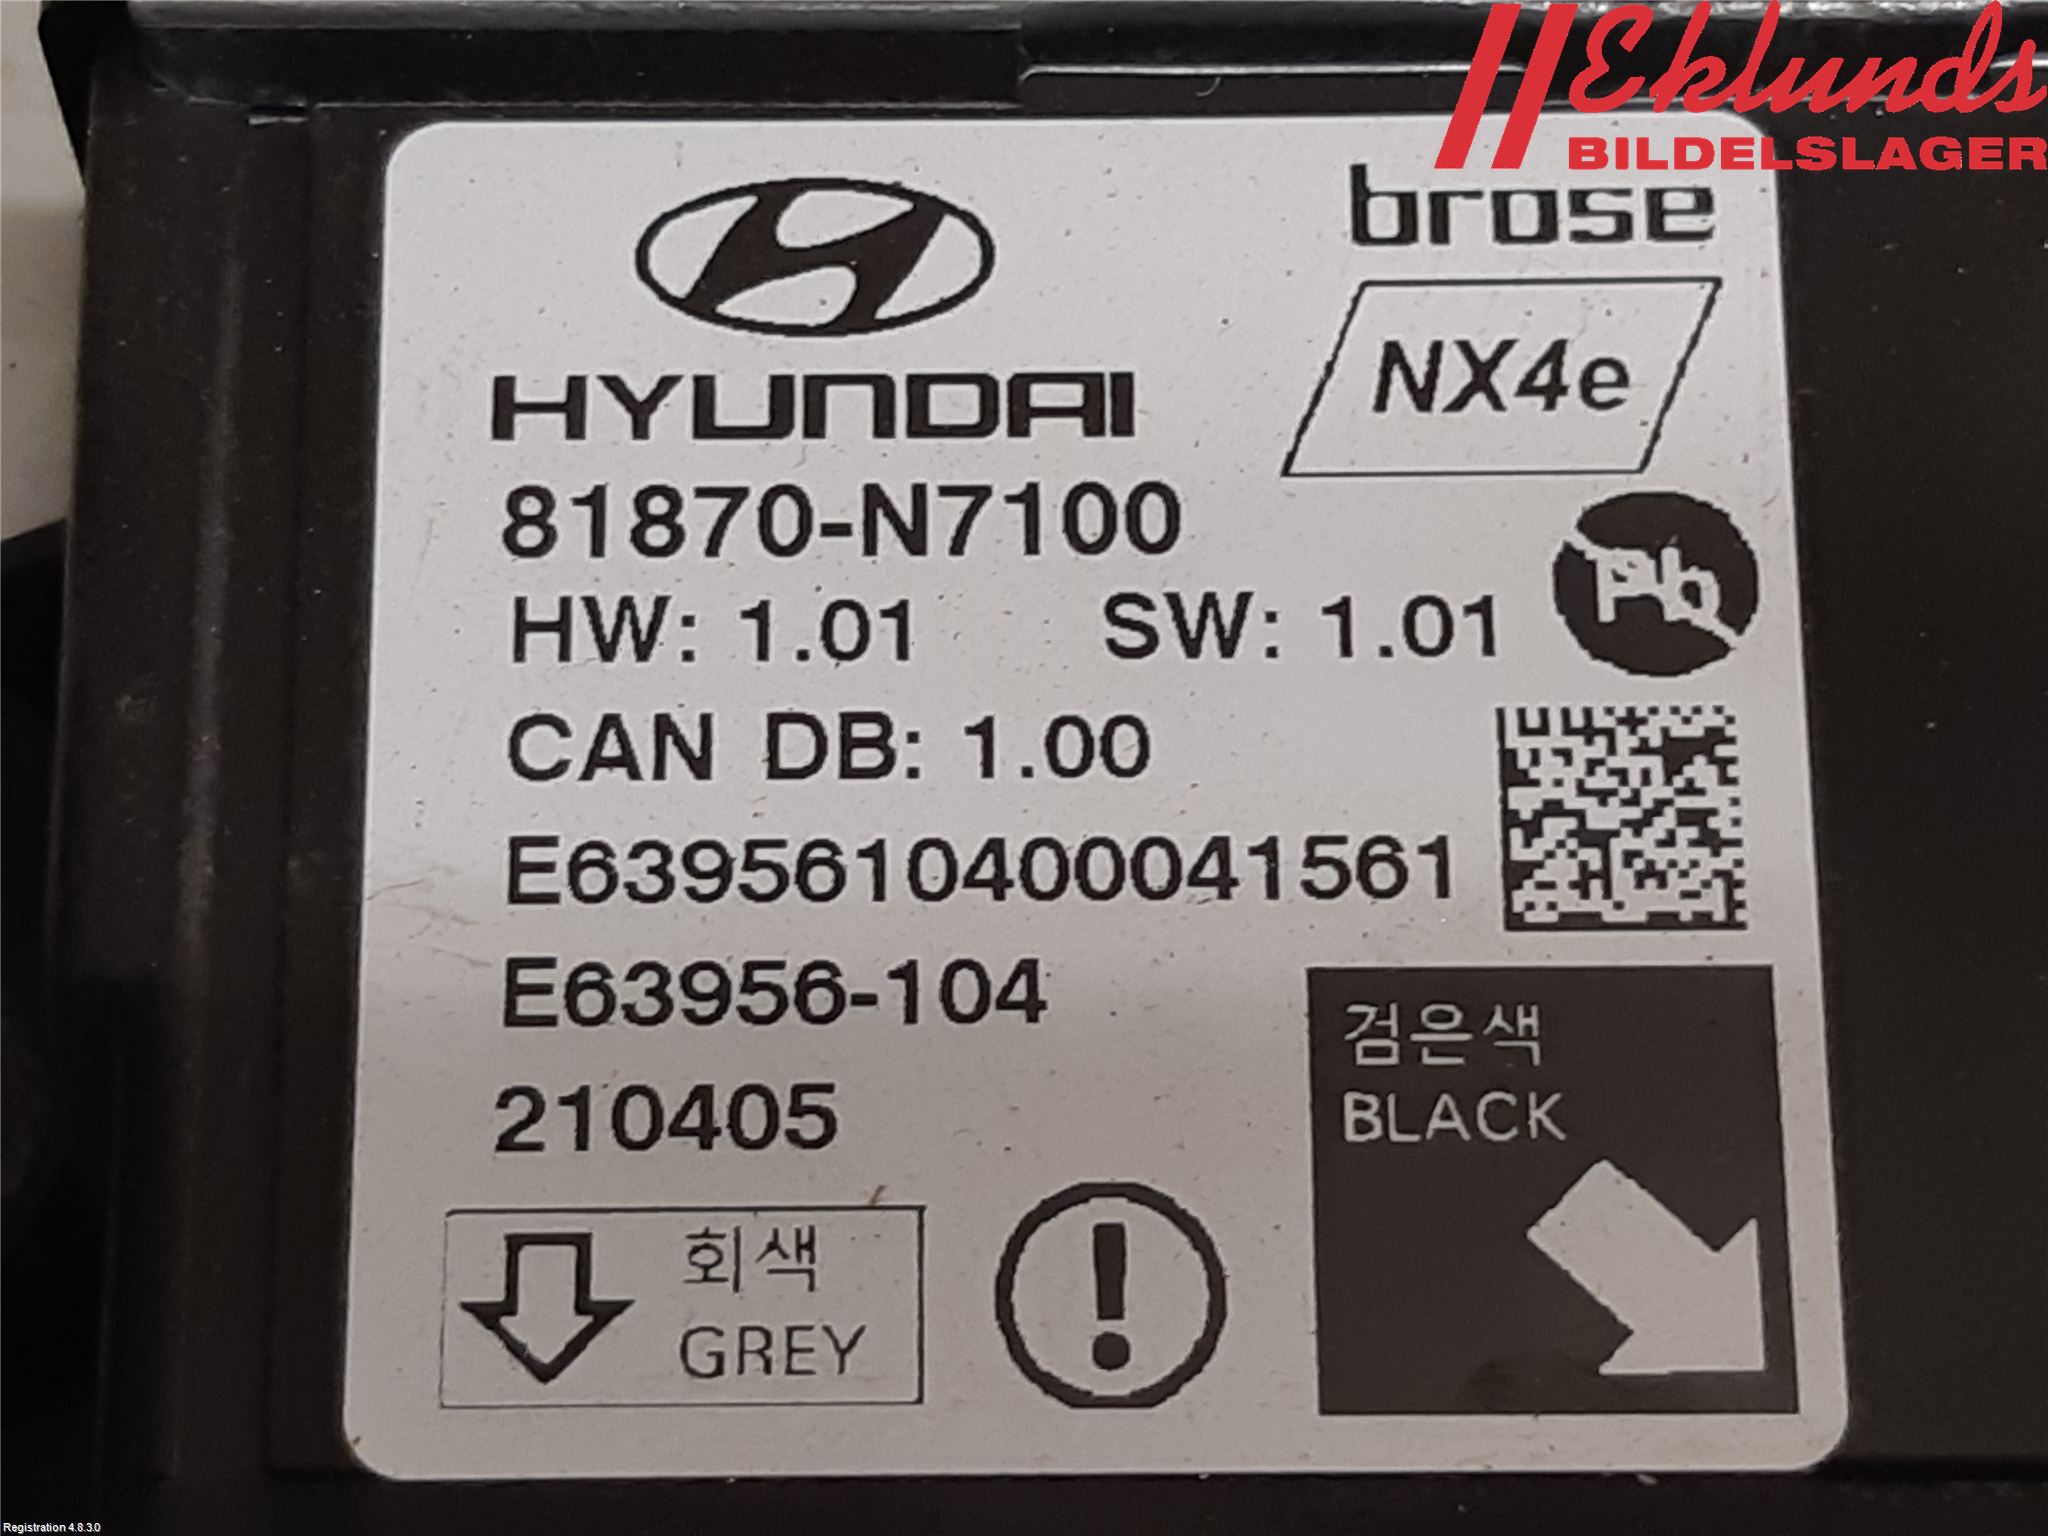 Eklunds
BILDELSLAGER
brose
NX4e
HYUNDAI
81870-N7100
HW: 1.01 SW: 1.01
Pb
CAN DB: 1.00
E6395610400041561
E63956-104
210405
검은색
BLACK
회색
GREY
Registration 4.8.3.0